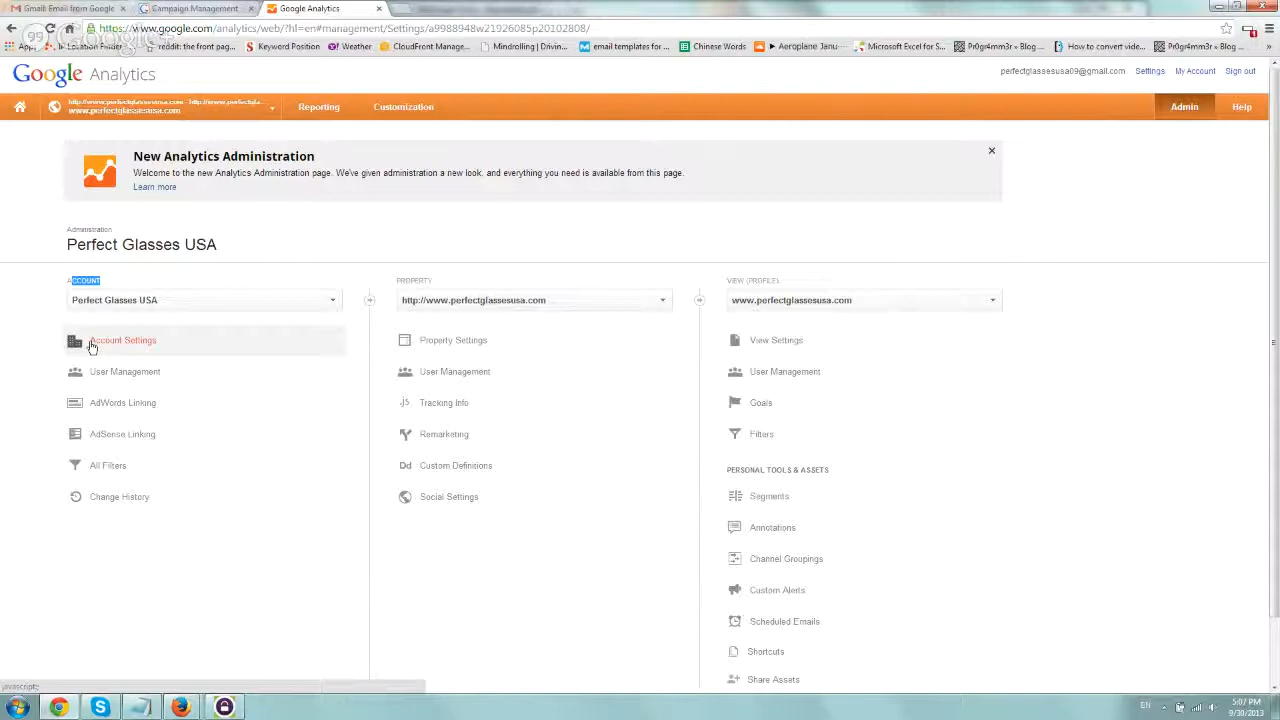 Gmail: Email from Google
Campaign Management
Google Analytics
https://www.google.com/analytics/web/?hl=en#management/Settings/a9988948w21926085p20102808/
Apps
reddit: the front pag...
Keyword Position
Yahoo
Weather
CloudFront Manage...
Mindrolling | Drivin...
email templates for ...
Chinese Words
Aeroplane Janu...
Microsoft Excel for S...
Pr0gr4mm3r » Blog ...
How to convert vide...
Pr0gr4mm3r » Blog ...
Google Analytics
perfectglassesusa09@gmail.com
Settings
My Account
Sign out
http://www.perfectglassesusa.com - http://www.perfectgla...
www.perfectglassesusa.com
Reporting
Customization
Admin
Help
New Analytics Administration
Welcome to the new Analytics Administration page. We've given administration a new look, and everything you need is available from this page.
Learn more
Administration
Perfect Glasses USA
ACCOUNT
Perfect Glasses USA
Account Settings
User Management
AdWords Linking
AdSense Linking
All Filters
Change History
PROPERTY
http://www.perfectglassesusa.com
Property Settings
User Management
.js Tracking Info
Remarketing
Dd Custom Definitions
Social Settings
VIEW (PROFILE)
www.perfectglassesusa.com
View Settings
User Management
Goals
Filters
PERSONAL TOOLS & ASSETS
Segments
Annotations
Channel Groupings
Custom Alerts
Scheduled Emails
Shortcuts
Share Assets
javascript:;
EN
5:07 PM
9/30/2013